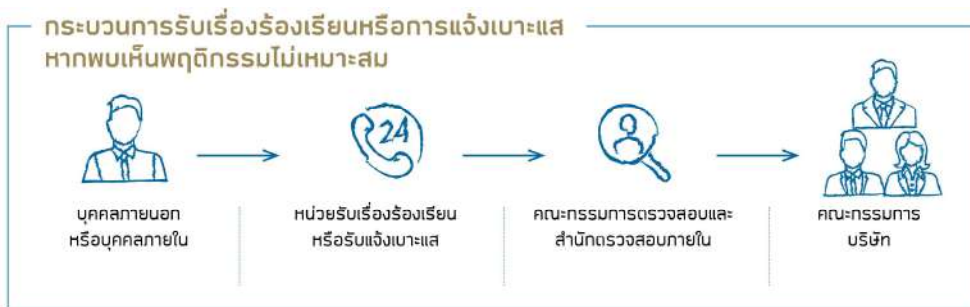 กระบวนการรับเรื่องร้องเรียนหรือการแจ้งเบาะแส
หากพบเห็นพฤติกรรมไม่เหมาะสม
24
บุคคลภายนอก
หรือบุคคลภายใน
หน่วยรับเรื่องร้องเรียน
หรือรับแจ้งเบาะแส
คณะกรรมการตรวจสอบและ
สำนักตรวจสอบภายใน
คณะกรรมการ
บริษัท